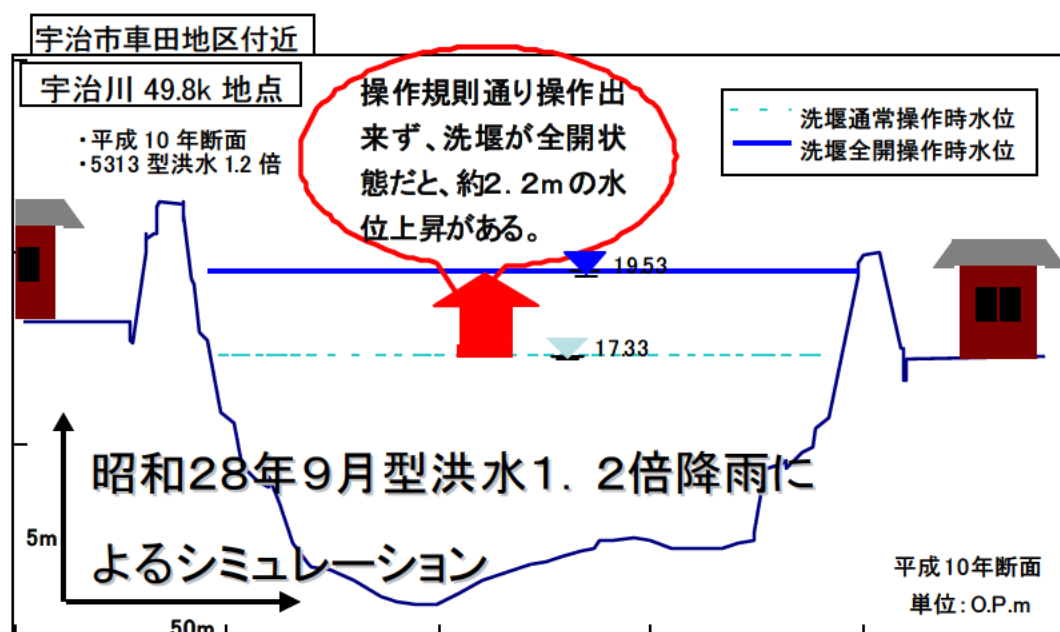 宇治市車田地区付近
宇治川 49.8k 地点
・平成 10 年断面
・5313 型洪水 1.2 倍
操作規則通り操作出
来ず、洗堰が全開状
態だと、約2.2mの水
位上昇がある。
洗堰通常操作時水位
洗堰全開操作時水位
19.53
17.33
昭和28年9月型洪水1.2倍降雨に
よるシミュレーション
5m
50m
平成10年断面
単位:O.P.m